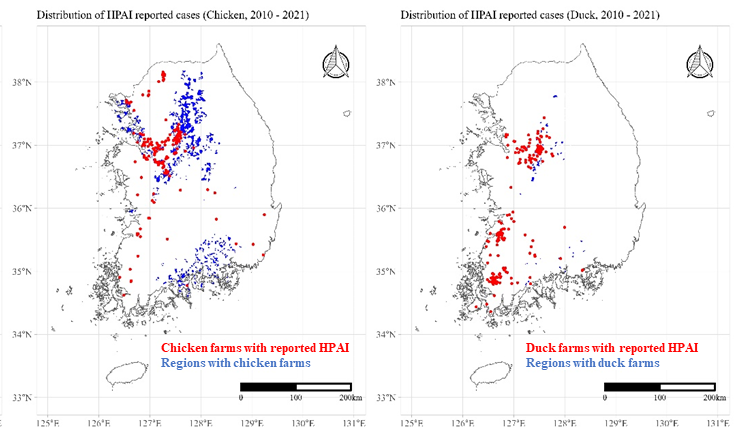 Distribution of HPAI reported cases (Chicken, 2010 - 2021)
38°N
37°N
36°N
35°N
34°N
33°N
Chicken farms with reported HPAI
Regions with chicken farms
0 100 200km
125°E 126°E 127°E 128°E 129°E 130°E 131°E
Distribution of HPAI reported cases (Duck, 2010 - 2021)
38°N
37°N
36°N
35°N
34°N
33°N
Duck farms with reported HPAI
Regions with duck farms
0 100 200km
125°E 126°E 127°E 128°E 129°E 130°E 131°E